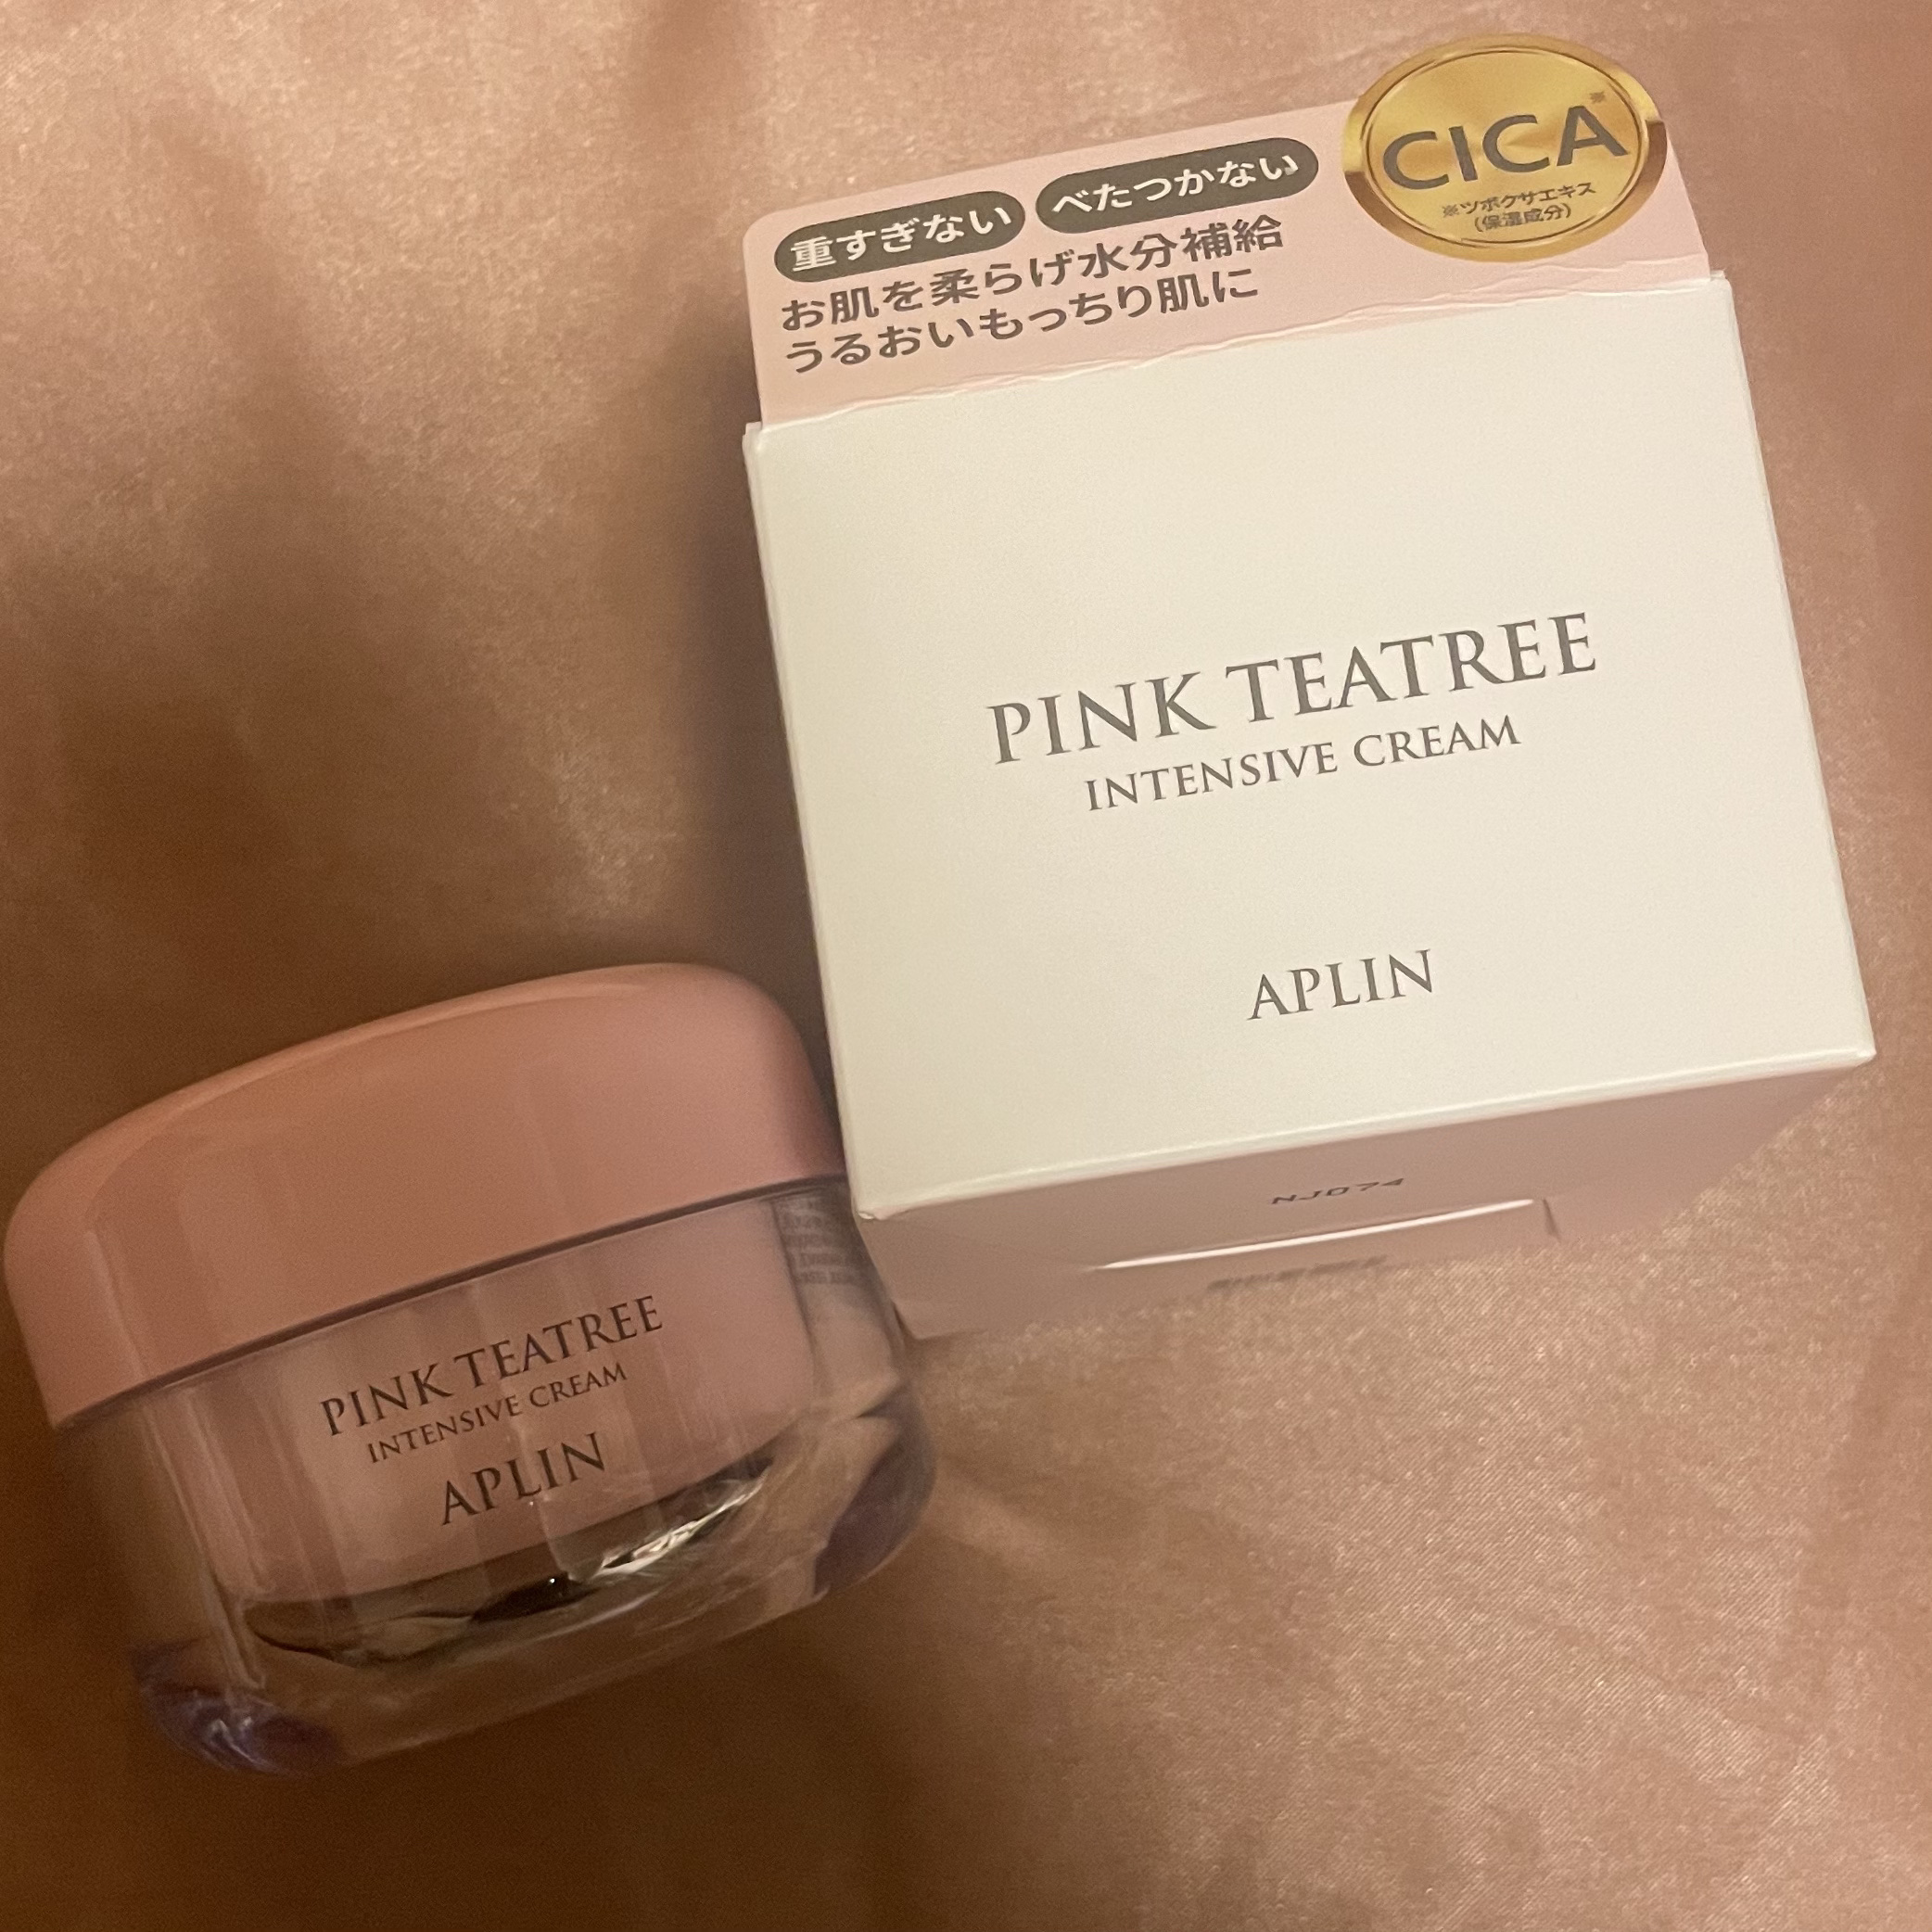 CICA※
※ツボクサエキス
(保湿成分)
重すぎない べたつかない
お肌を柔らげ水分補給
うるおいもっちり肌に
PINK TEATREE
INTENSIVE CREAM
APLIN
NJ074
PINK TEATREE
INTENSIVE CREAM
APLIN